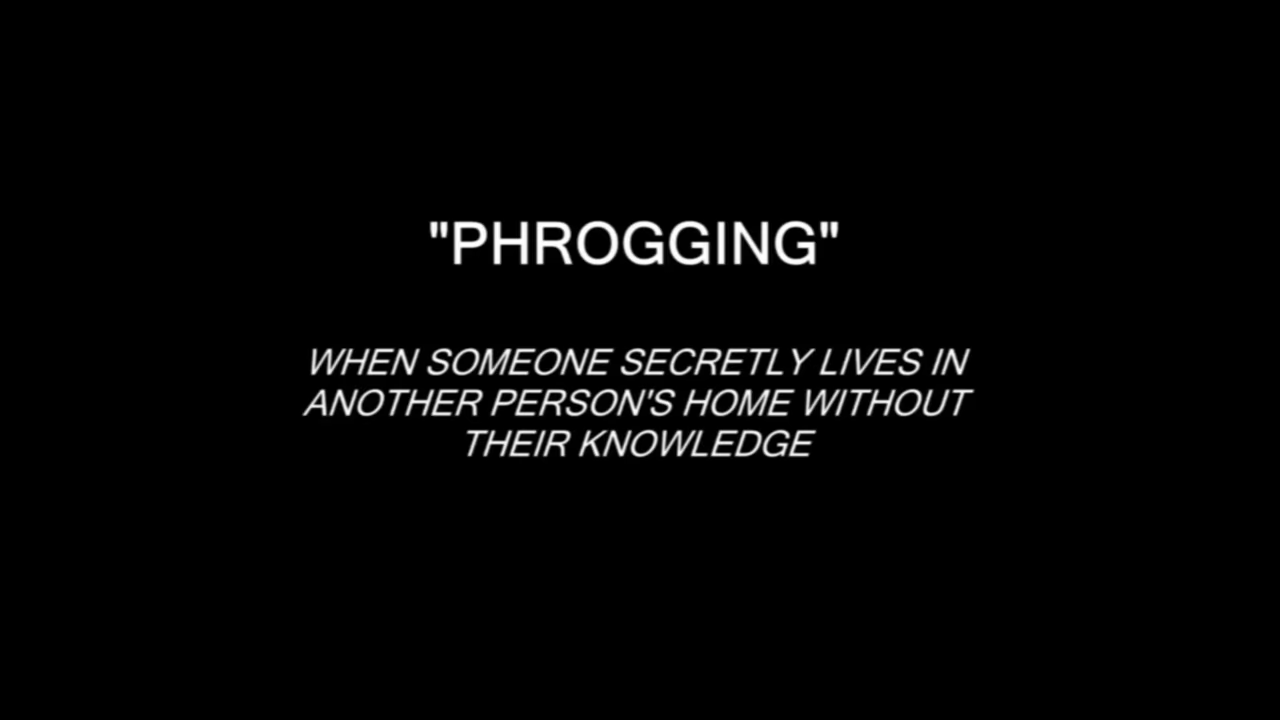 "PHROGGING"
WHEN SOMEONE SECRETLY LIVES IN
ANOTHER PERSON'S HOME WITHOUT
THEIR KNOWLEDGE